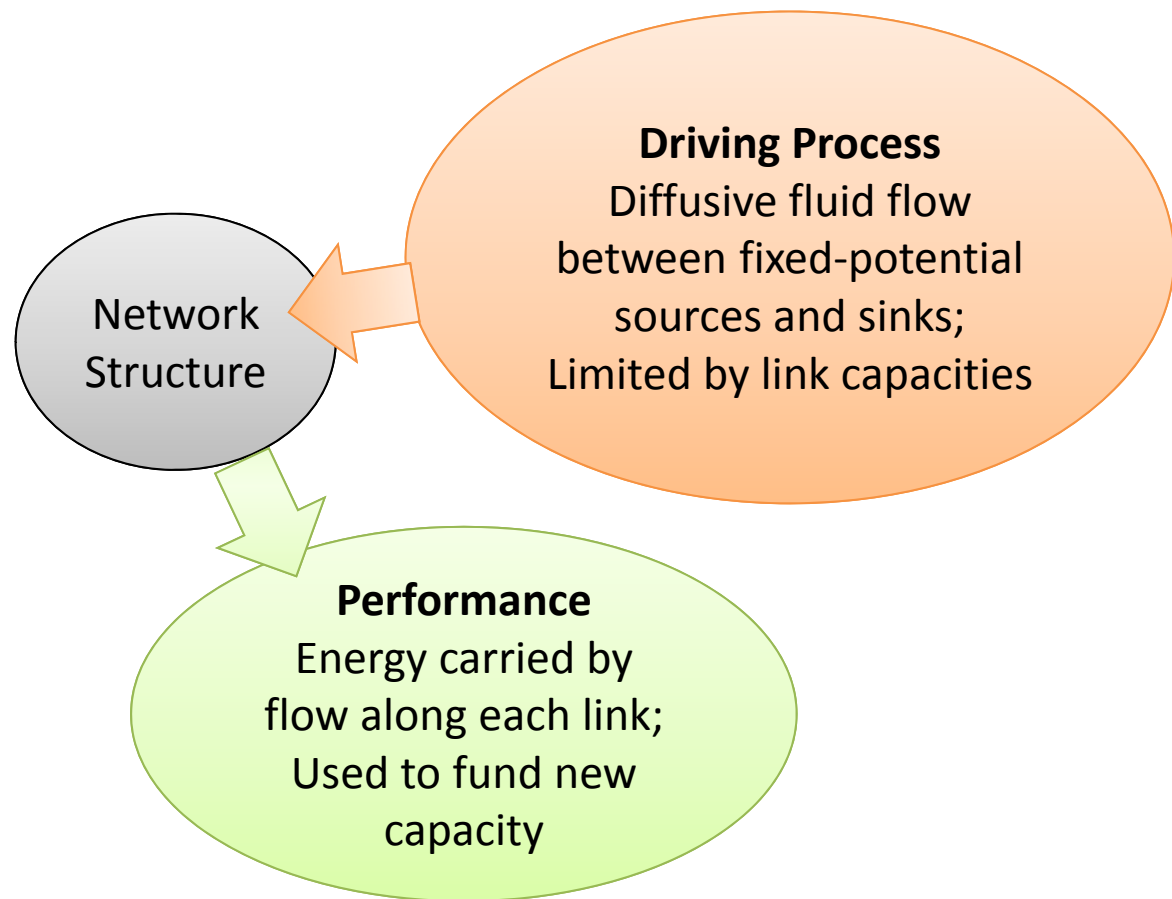 Driving Process
Diffusive fluid flow
between fixed-potential
sources and sinks;
Limited by link capacities
Network
Structure
Performance
Energy carried by
flow along each link;
Used to fund new
capacity